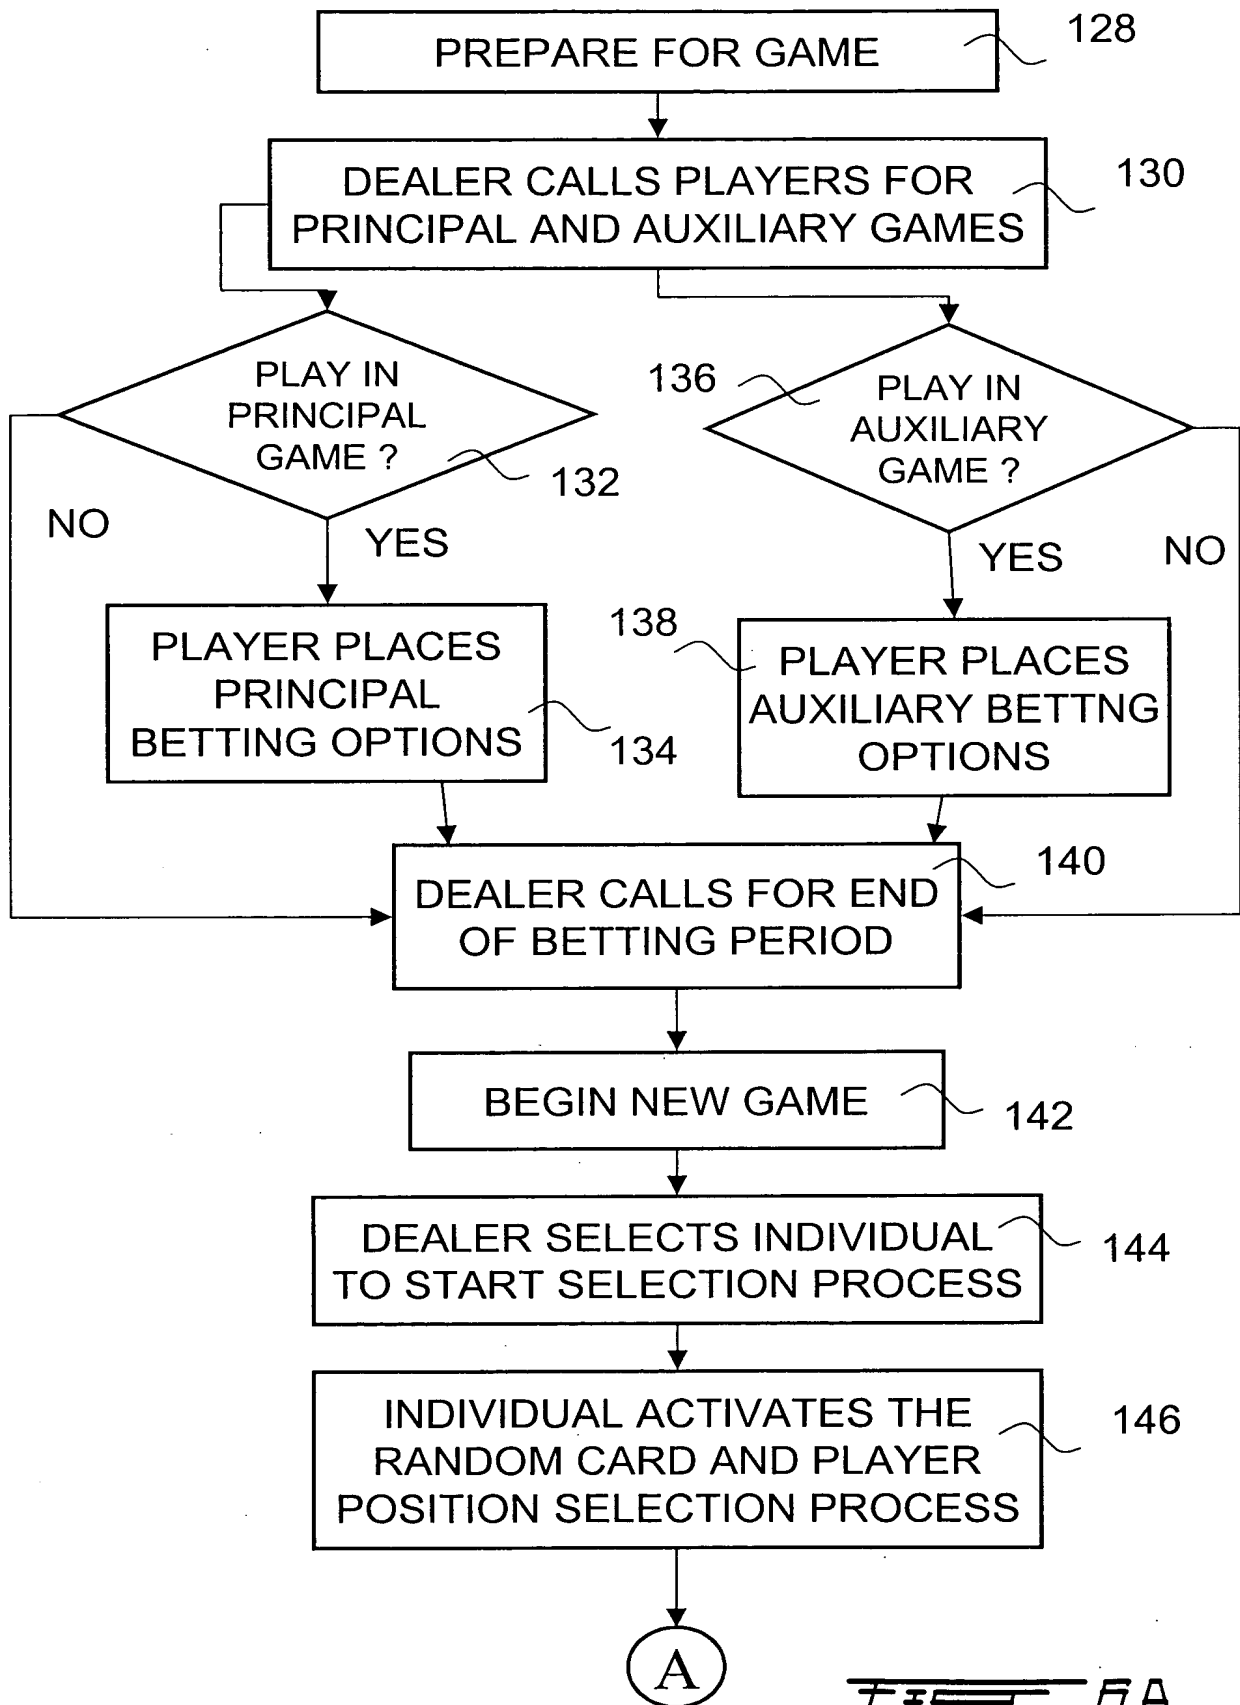 PREPARE FOR GAME
128
DEALER CALLS PLAYERS FOR
PRINCIPAL AND AUXILIARY GAMES
130
PLAY IN
PRINCIPAL
GAME ?
132
136
PLAY IN
AUXILIARY
GAME ?
NO
YES
YES
NO
PLAYER PLACES
PRINCIPAL
BETTING OPTIONS
134
138
PLAYER PLACES
AUXILIARY BETTNG
OPTIONS
140
DEALER CALLS FOR END
OF BETTING PERIOD
BEGIN NEW GAME
142
DEALER SELECTS INDIVIDUAL
TO START SELECTION PROCESS
144
INDIVIDUAL ACTIVATES THE
RANDOM CARD AND PLAYER
POSITION SELECTION PROCESS
146
A